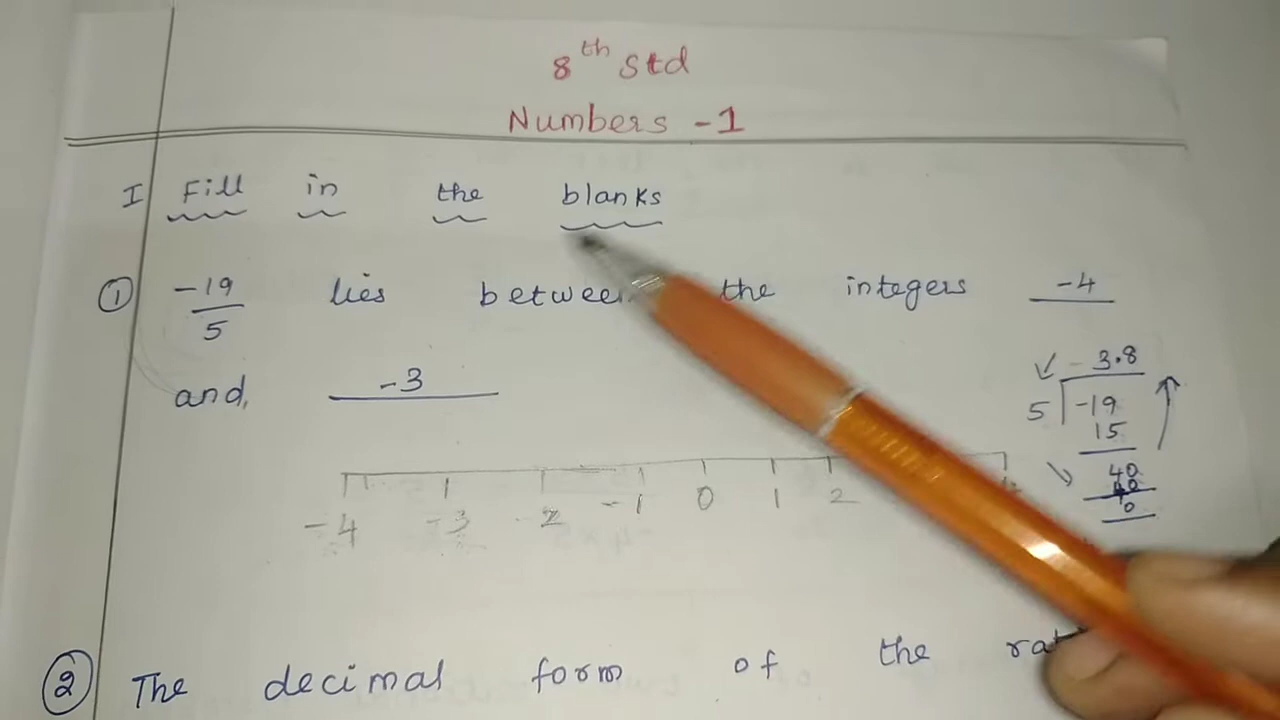 8th Std
Numbers -1
I Fill in the blanks
① -19/5 lies between the integers -4
and, -3
-3.8
5 -19
15
40
40
0
-4 -3 2 -1 0 1 2
② The decimal form of the